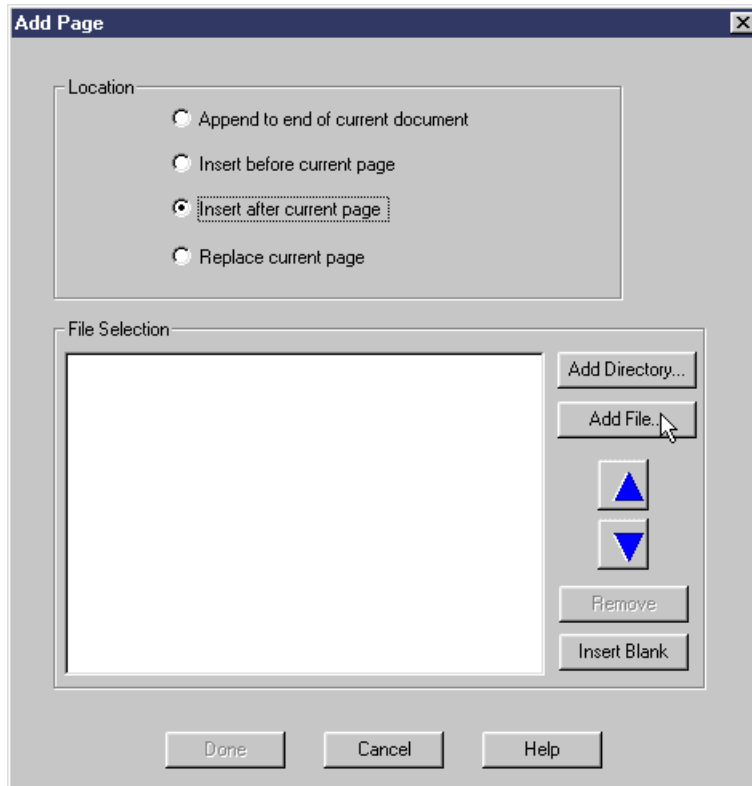 Add Page
Location
Append to end of current document
Insert before current page
Insert after current page
Replace current page
File Selection
Add Directory...
Add File...
Remove
Insert Blank
Done
Cancel
Help